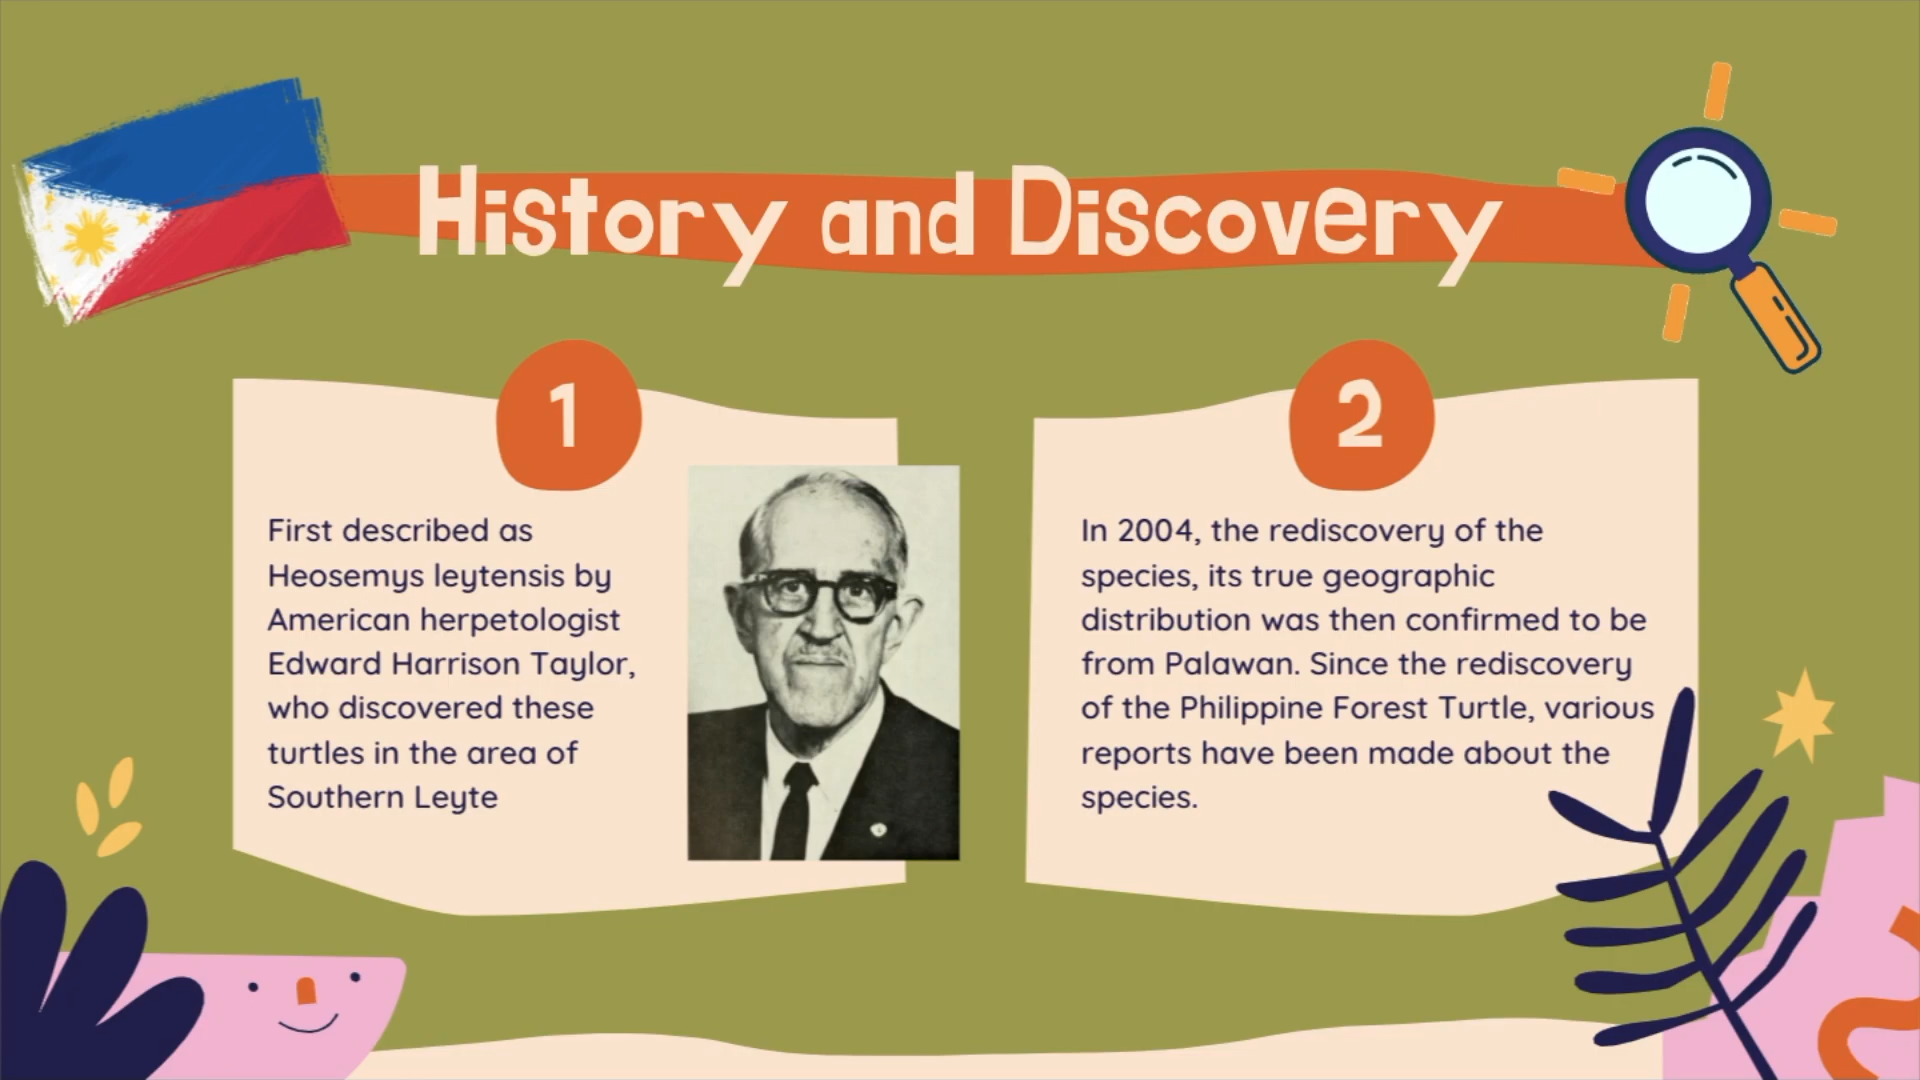 History and Discovery
1
First described as
Heosemys leytensis by
American herpetologist
Edward Harrison Taylor,
who discovered these
turtles in the area of
Southern Leyte
2
In 2004, the rediscovery of the
species, its true geographic
distribution was then confirmed to be
from Palawan. Since the rediscovery
of the Philippine Forest Turtle, various
reports have been made about the
species.